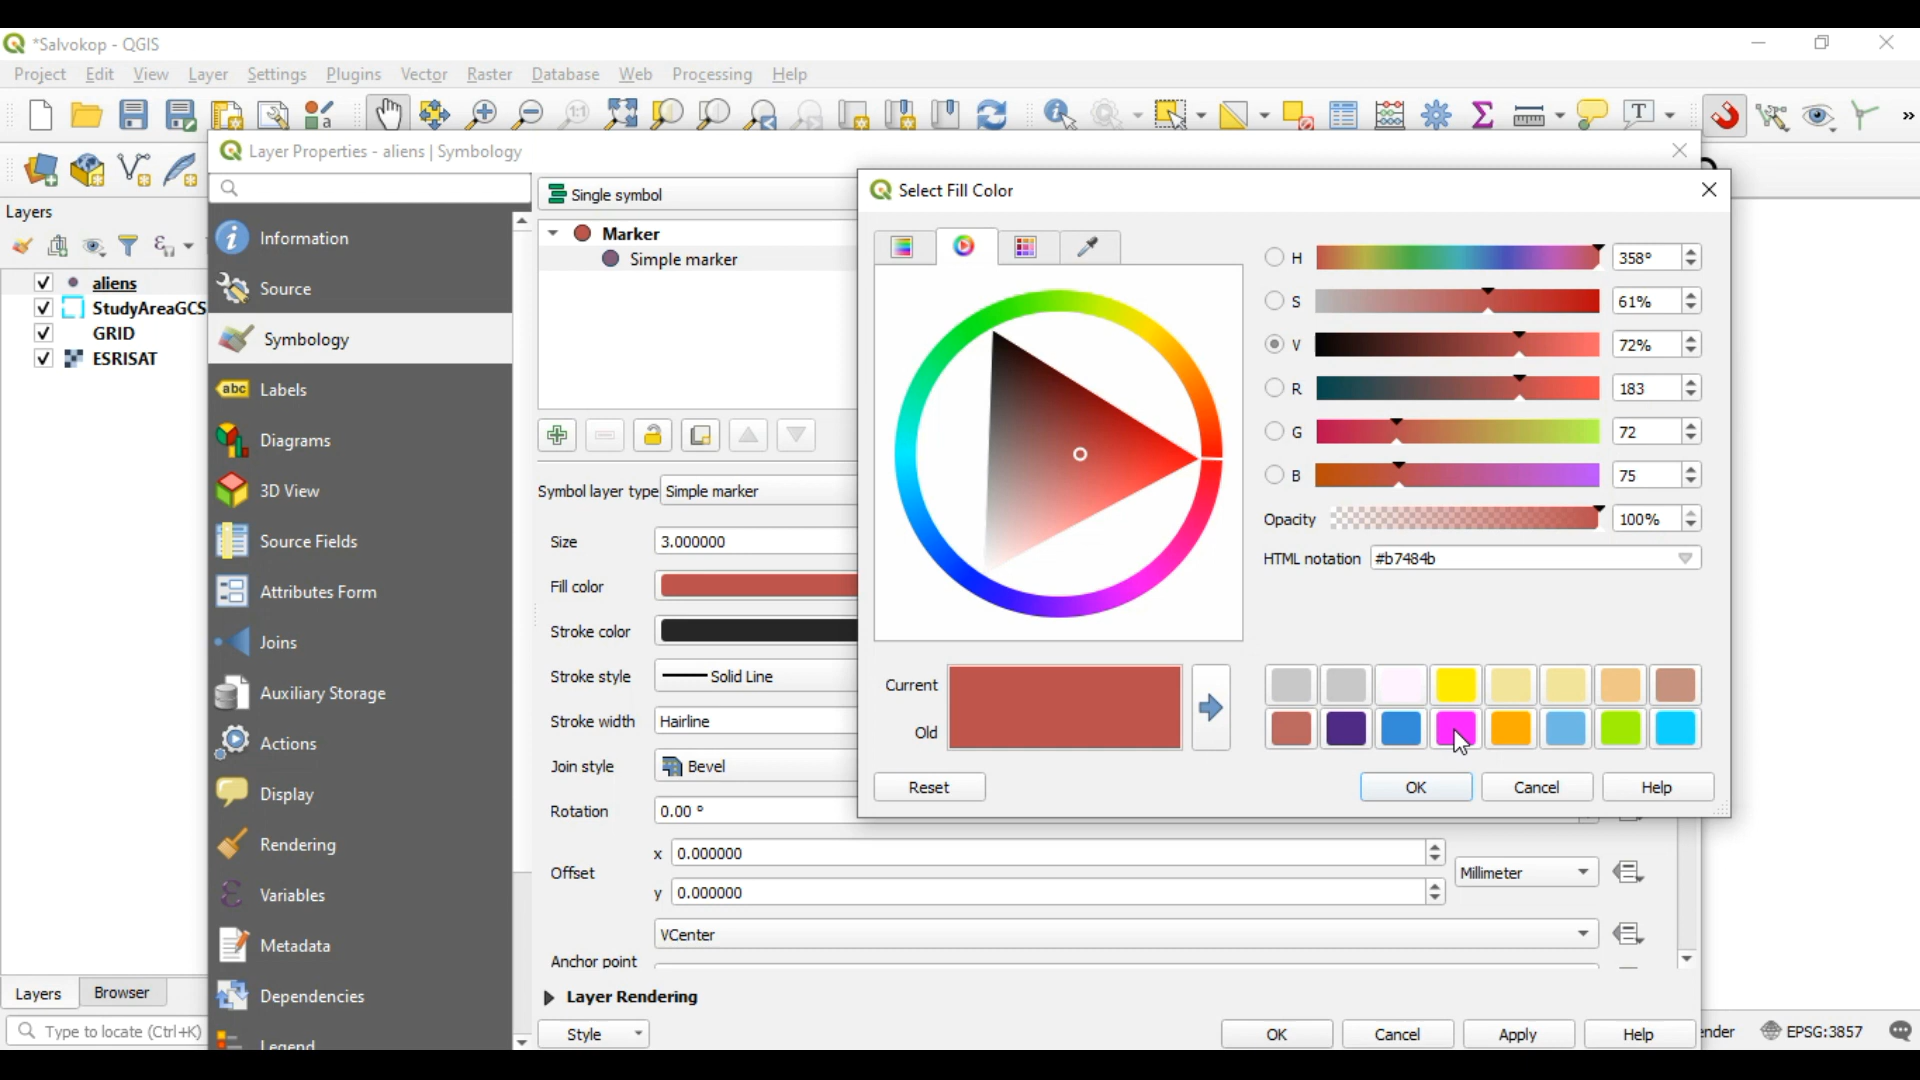 *Salvokop - QGIS
Project Edit View Layer Settings Plugins Vector Raster Database Web Processing Help
1:1
T
»
Layer Properties - aliens | Symbology
Layers
aliens
StudyAreaGCS
GRID
ESRISAT
Information
Source
Symbology
abc Labels
Diagrams
3D View
Source Fields
Attributes Form
Joins
Auxiliary Storage
Actions
Display
Rendering
Variables
Metadata
Dependencies
Legend
Single symbol
Marker
Simple marker
Symbol layer type Simple marker
Size 3.000000
Fill color
Stroke color
Stroke style Solid Line
Stroke width Hairline
Join style Bevel
Rotation 0.00 °
Offset
x 0.000000
y 0.000000
Millimeter
VCenter
Anchor point
Layer Rendering
Style
OK Cancel Apply Help
Select Fill Color
H 358°
S 61%
V 72%
R 183
G 72
B 75
Opacity 100%
HTML notation #b7484b
Current
Old
Reset
OK Cancel Help
Layers Browser
Type to locate (Ctrl+K)
ender
EPSG:3857